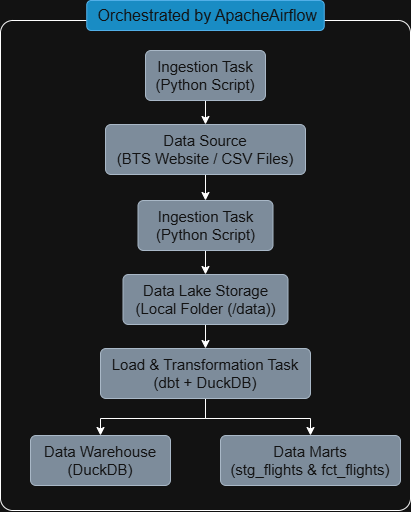 Orchestrated by ApacheAirflow
Ingestion Task
(Python Script)
Data Source
(BTS Website / CSV Files)
Ingestion Task
(Python Script)
Data Lake Storage
(Local Folder (/data))
Load & Transformation Task
(dbt + DuckDB)
Data Warehouse
(DuckDB)
Data Marts
(stg_flights & fct_flights)